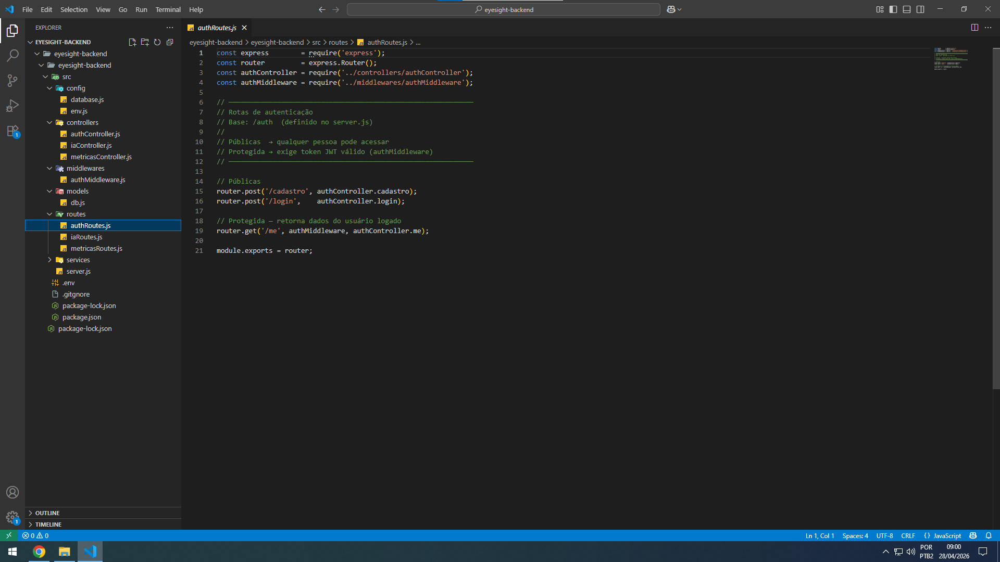 File Edit Selection View Go Run Terminal Help
eyesight-backend
EXPLORER
EYESIGHT-BACKEND
eyesight-backend
eyesight-backend
src
config
database.js
env.js
controllers
authController.js
iaController.js
metricasController.js
middlewares
authMiddleware.js
models
db.js
routes
authRoutes.js
iaRoutes.js
metricasRoutes.js
services
server.js
.env
.gitgnore
package-lock.json
package.json
package-lock.json
OUTLINE
TIMELINE
1
1
authRoutes.js
eyesight-backend > eyesight-backend > src > routes > authRoutes.js > ...
1 const express        = require('express');
2 const router         = express.Router();
3 const authController = require('../controllers/authController');
4 const authMiddleware = require('../middlewares/authMiddleware');
5
6 // ─────────────────────────────────────────────────────────────
7 // Rotas de autenticação
8 // Base: /auth  (definido no server.js)
9 //
10 // Públicas  → qualquer pessoa pode acessar
11 // Protegida → exige token JWT válido (authMiddleware)
12 // ─────────────────────────────────────────────────────────────
13
14 // Públicas
15 router.post('/cadastro', authController.cadastro);
16 router.post('/login',    authController.login);
17
18 // Protegida — retorna dados do usuário logado
19 router.get('/me', authMiddleware, authController.me);
20
21 module.exports = router;
0 0
Ln 1, Col 1 Spaces: 4 UTF-8 CRLF {} JavaScript
POR 09:00
PTB2 28/04/2026